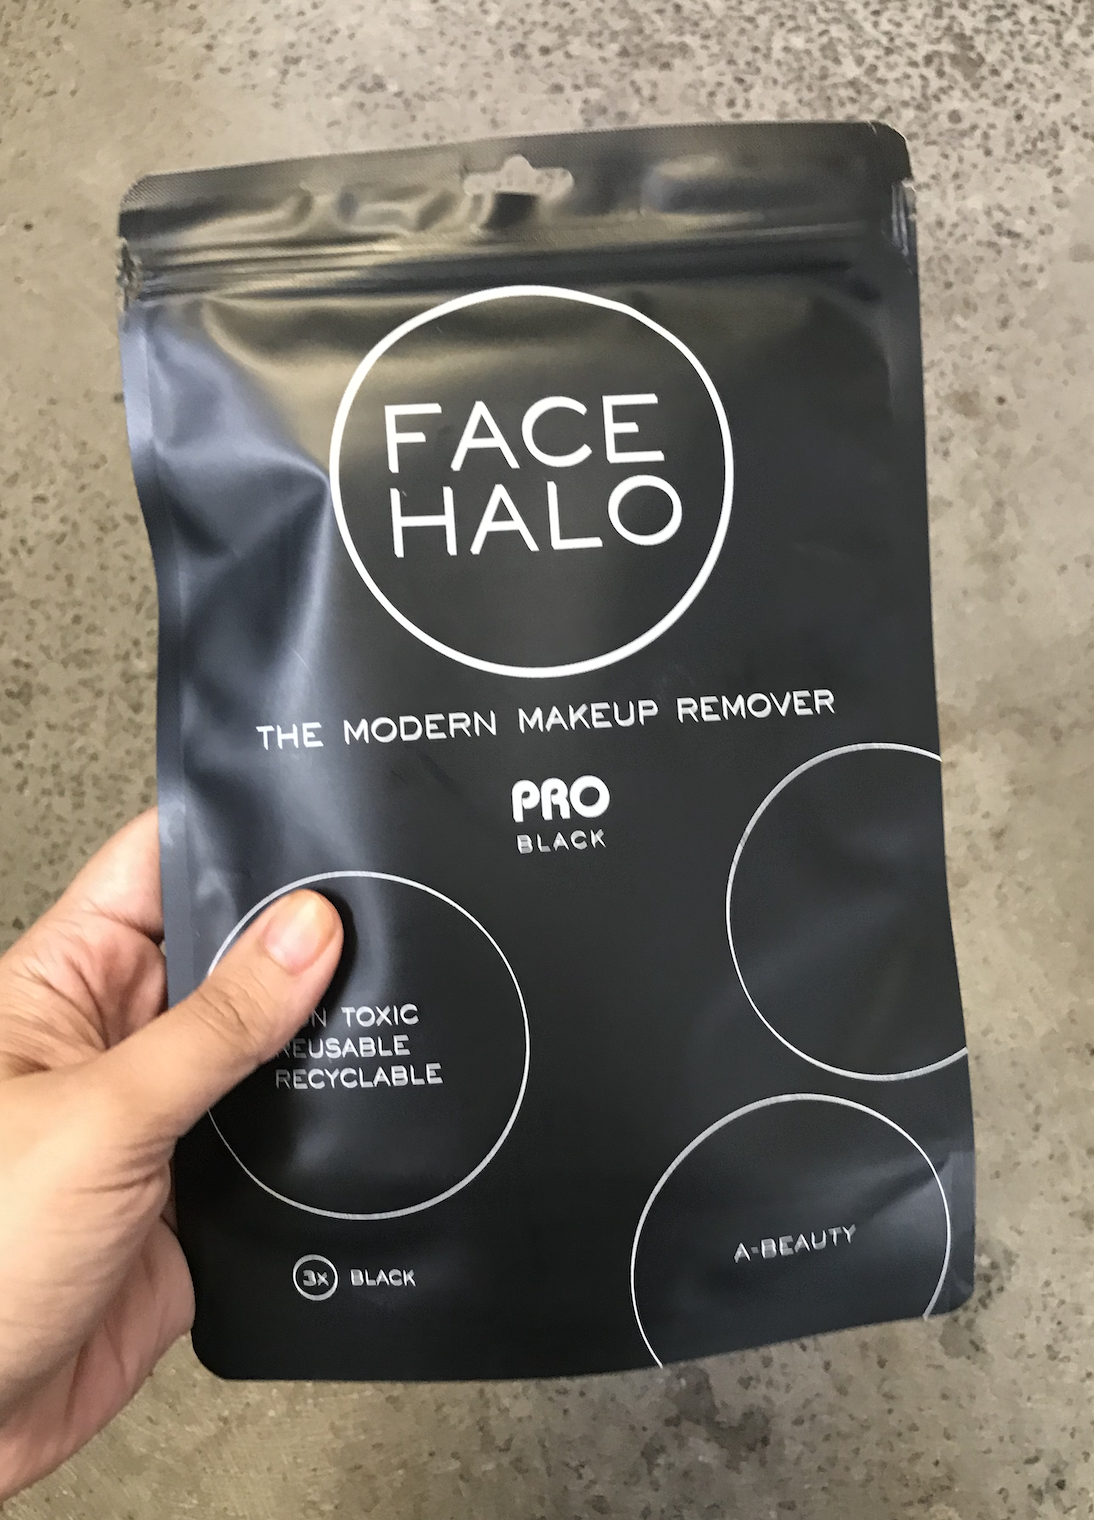 FACE
HALO
THE MODERN MAKEUP REMOVER
PRO
BLACK
TOXIC
REUSABLE
RECYCLABLE
3x BLACK
A-BEAUTY